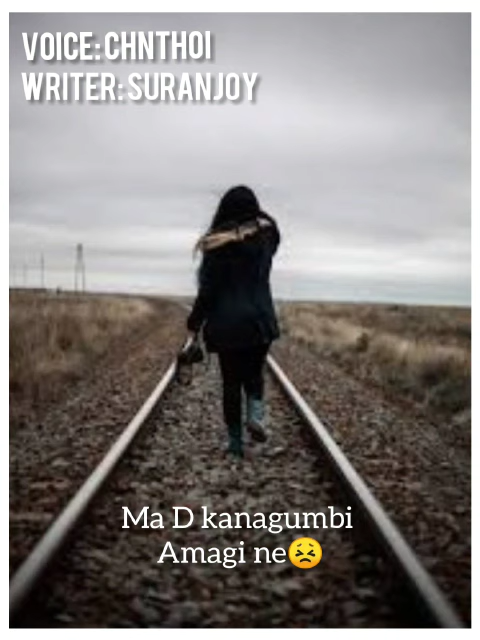 VOICE: CHNTHOI
WRITER: SURANJOY
Ma D kanagumbi
Amagi ne😣